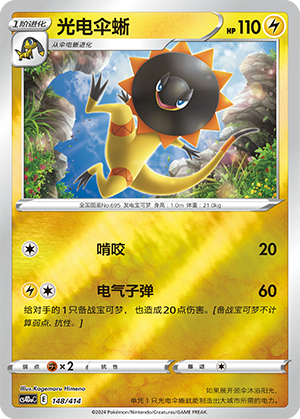 1阶进化
光电伞蜥
HP 110
从伞电蜥进化
全国图鉴No.695 发电宝可梦 身高:1.0m 体重:21.0kg
啃咬 20
电气子弹 60
给对手的1只备战宝可梦,也造成20点伤害。[备战宝可梦不计
算弱点、抗性。]
弱点 ×2 抗性 撤退
Illus. Kagemaru Himeno
E 148/414
如果展开颈伞沐浴阳光,
单凭1只光电伞蜥就能制造出大城市所需的电力。
©2024 Pokémon/Nintendo/Creatures/GAME FREAK.